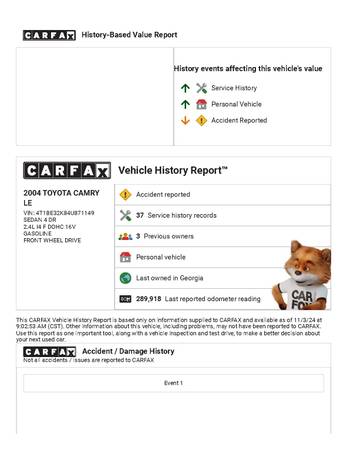 CARFAX History-Based Value Report
History events affecting this vehicle's value
Service History
Personal Vehicle
Accident Reported
CARFAX Vehicle History Report™
2004 TOYOTA CAMRY
LE
VIN: 4T1BE32K84U871149
SEDAN 4 DR
2.4L I4 F DOHC 16V
GASOLINE
FRONT WHEEL DRIVE
Accident reported
37 Service history records
3 Previous owners
Personal vehicle
Last owned in Georgia
289,918 Last reported odometer reading
CAR
FOX
This CARFAX Vehicle History Report is based only on information supplied to CARFAX and available as of 11/3/24 at
9:02:53 AM (CST). Other information about this vehicle, including problems, may not have been reported to CARFAX.
Use this report as one important tool, along with a vehicle inspection and test drive, to make a better decision about
your next used car.
CARFAX Accident / Damage History
Not all accidents / issues are reported to CARFAX
Event 1